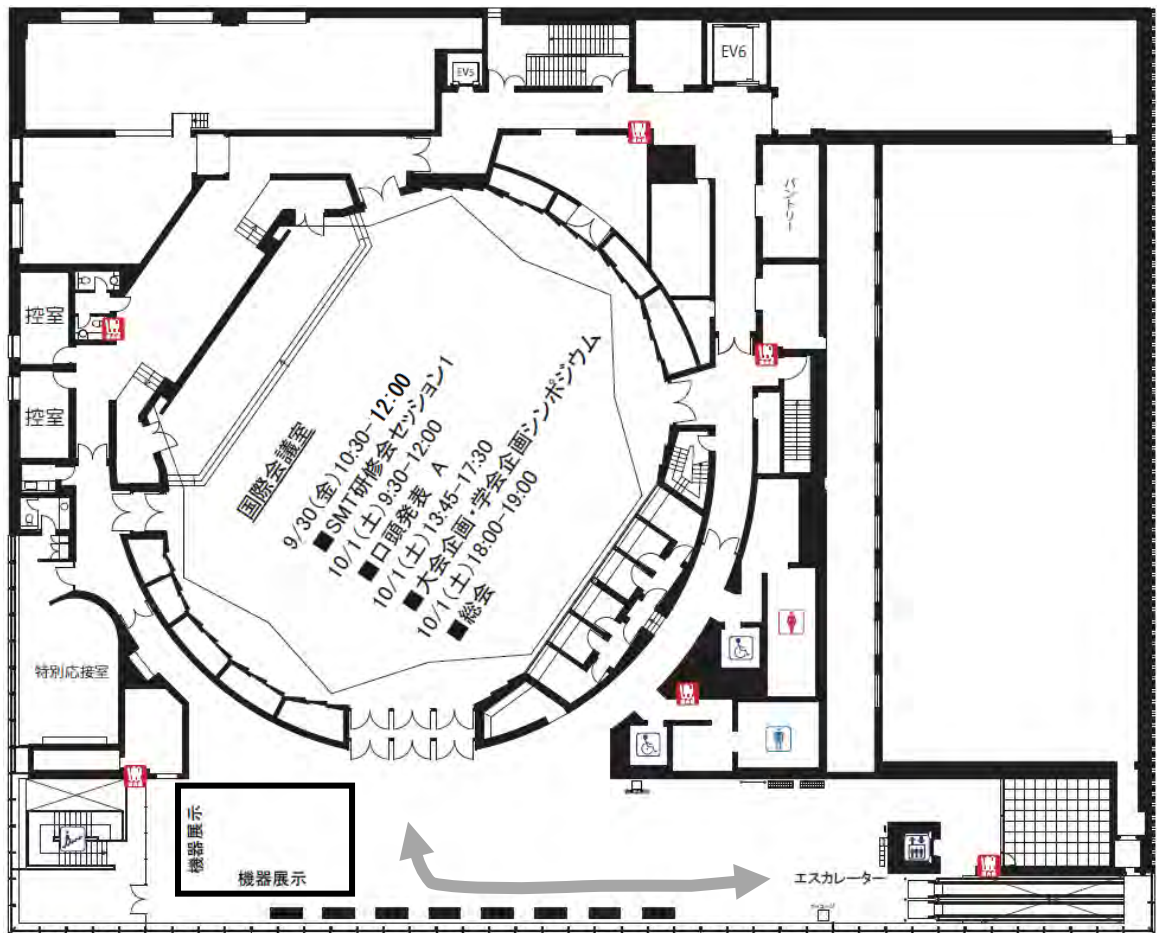 EV5
EV6
パントリー
控室
控室
国際会議室
9/30(金)10:30-12:00
■SMT研修会セッション1
10/1(土)9:30-12:00
■口頭発表 A
10/1(土)13:45-17:30
■大会企画・学会企画シンポジウム
10/1(土)18:00-19:00
■総会
特別応接室
機器展示
機器展示
エスカレーター